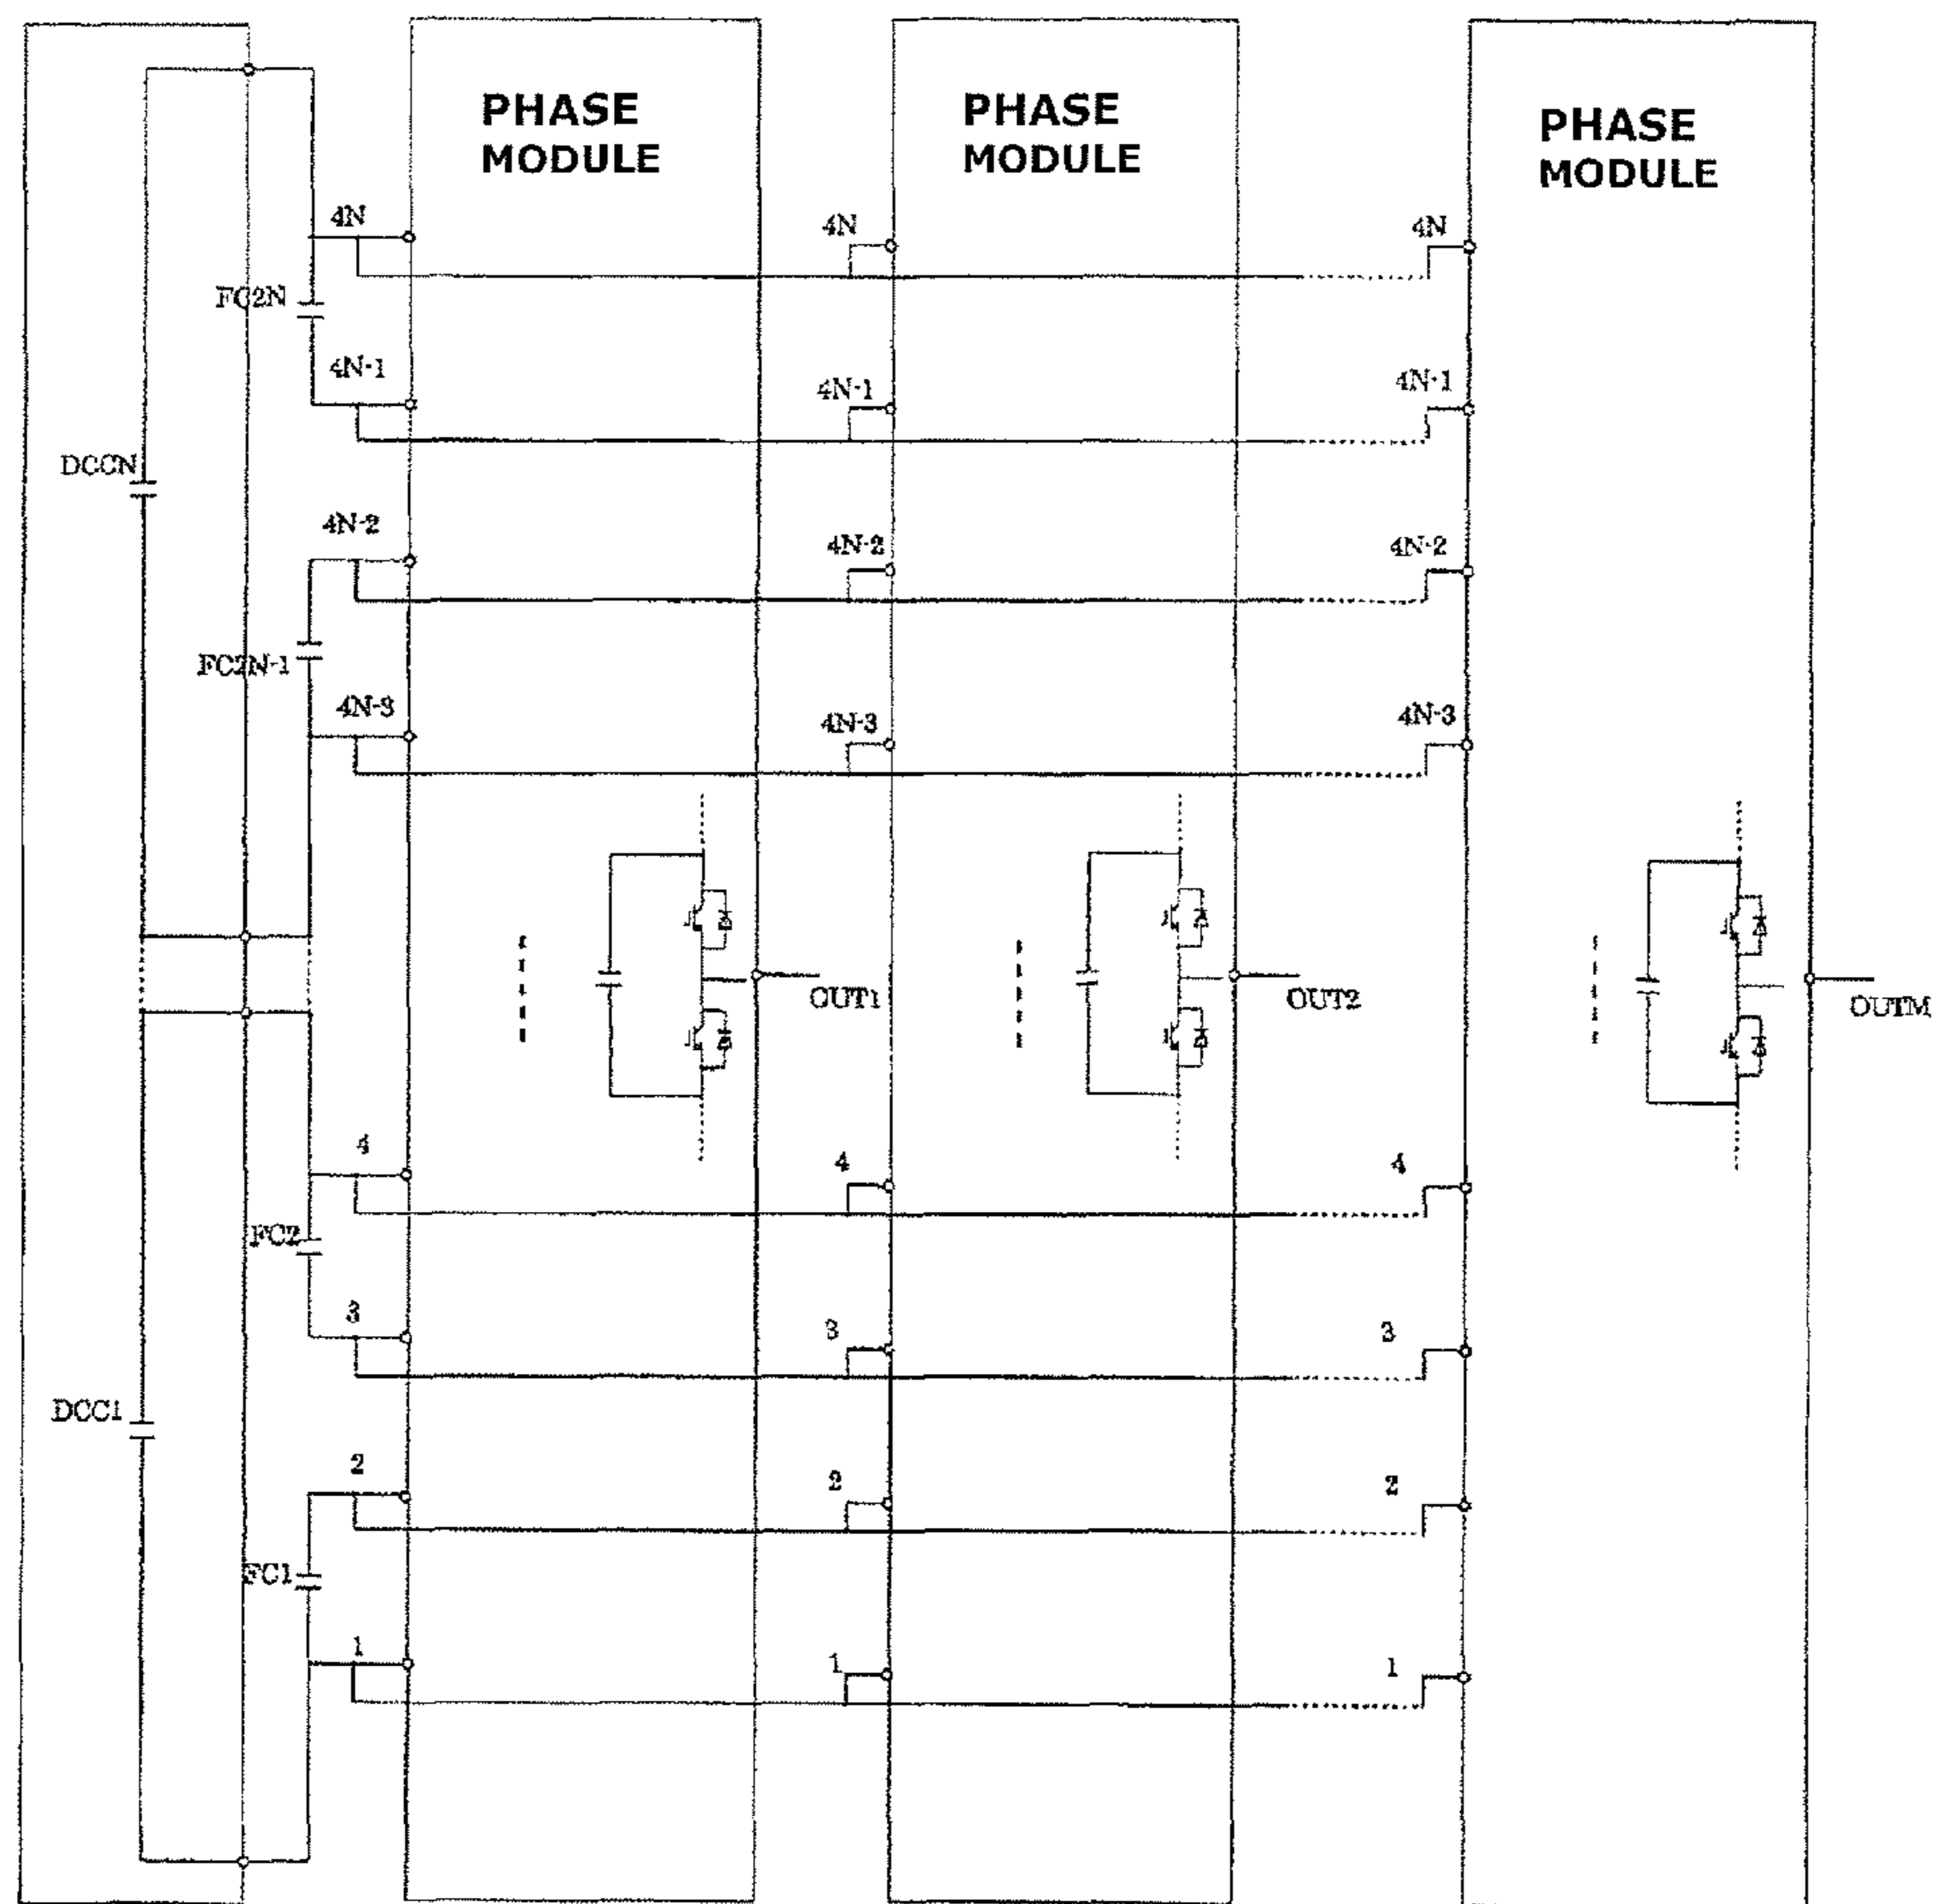 PHASE
MODULE
PHASE
MODULE
PHASE
MODULE
4N
4N
4N
FC2N
4N-1
4N-1
4N-1
DCCN
4N-2
4N-2
4N-2
FC2N-1
4N-3
4N-3
4N-3
OUT1
OUT2
OUTM
4
4
4
FC2
3
3
3
DCC1
2
2
2
FC1
1
1
1